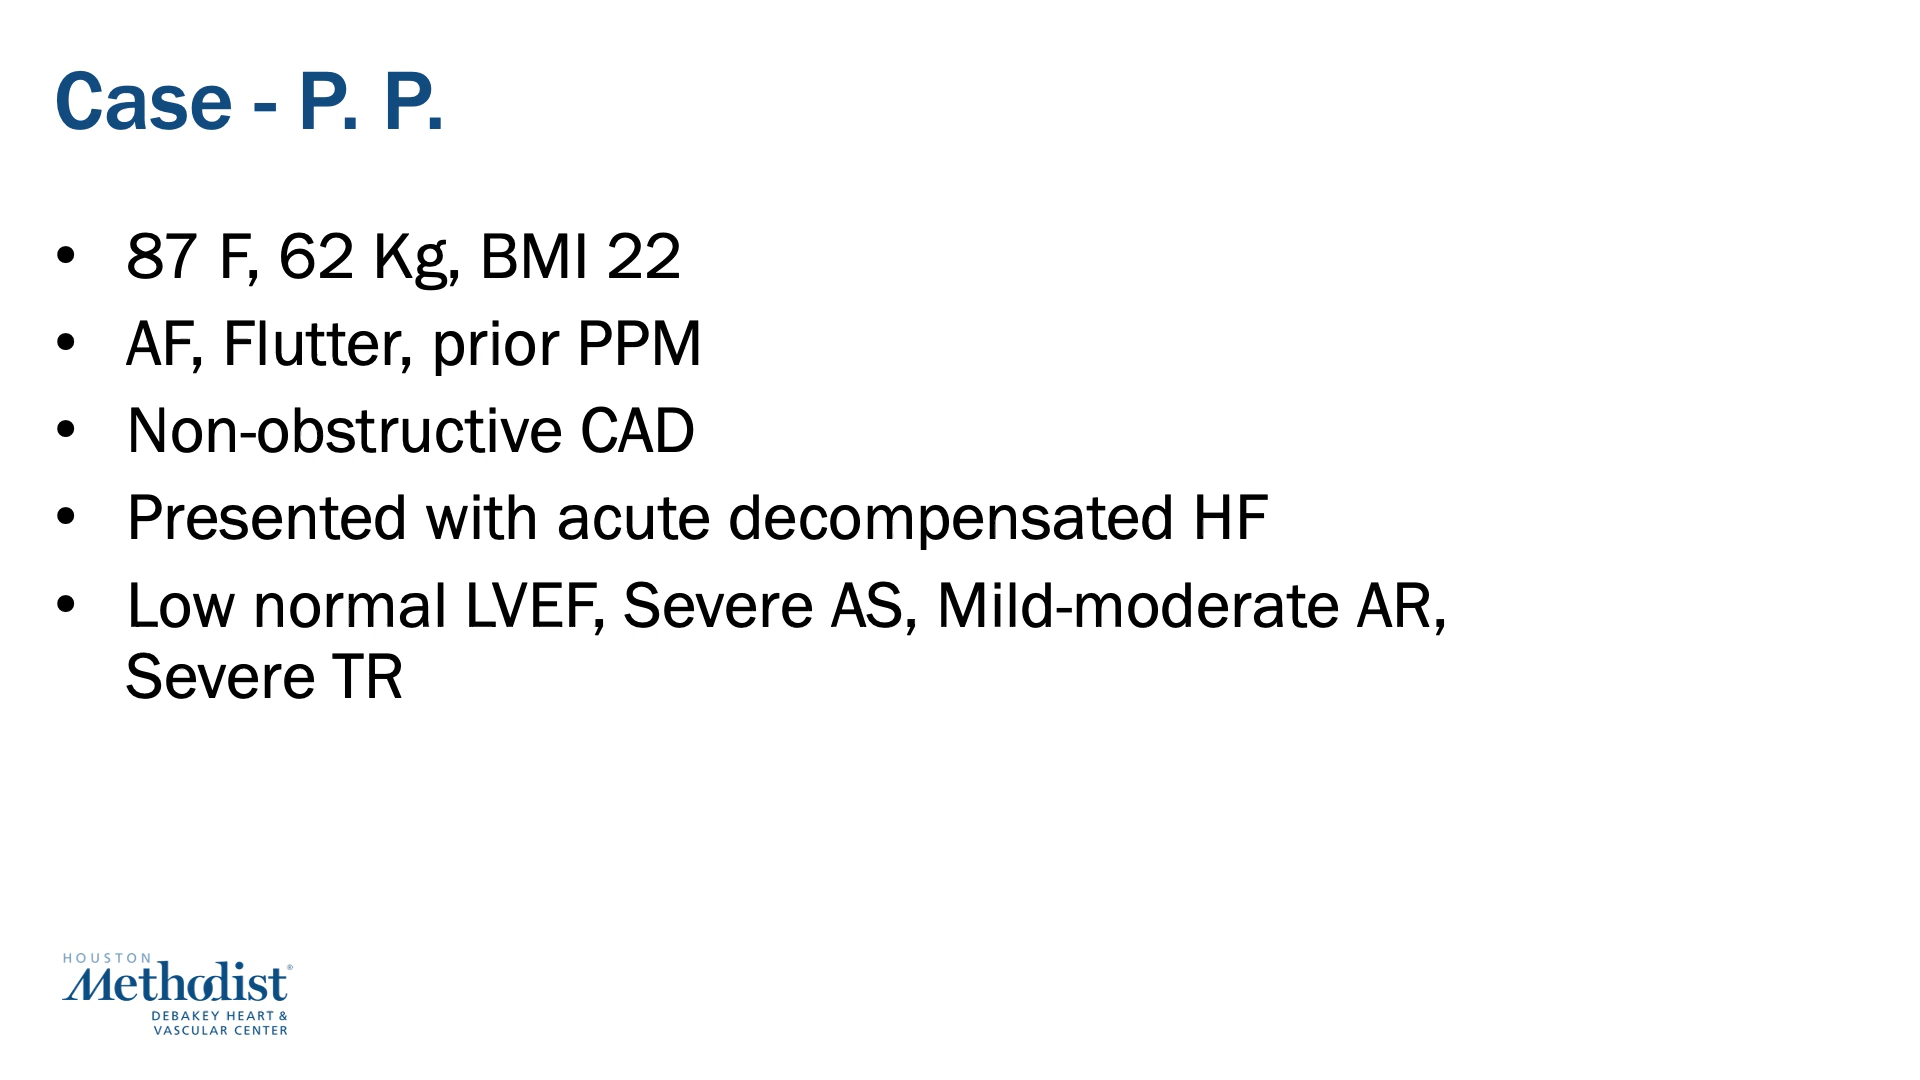 Case - P. P.
• 87 F, 62 Kg, BMI 22
• AF, Flutter, prior PPM
• Non-obstructive CAD
• Presented with acute decompensated HF
• Low normal LVEF, Severe AS, Mild-moderate AR,
Severe TR
HOUSTON
Methodist®
DEBAKEY HEART &
VASCULAR CENTER